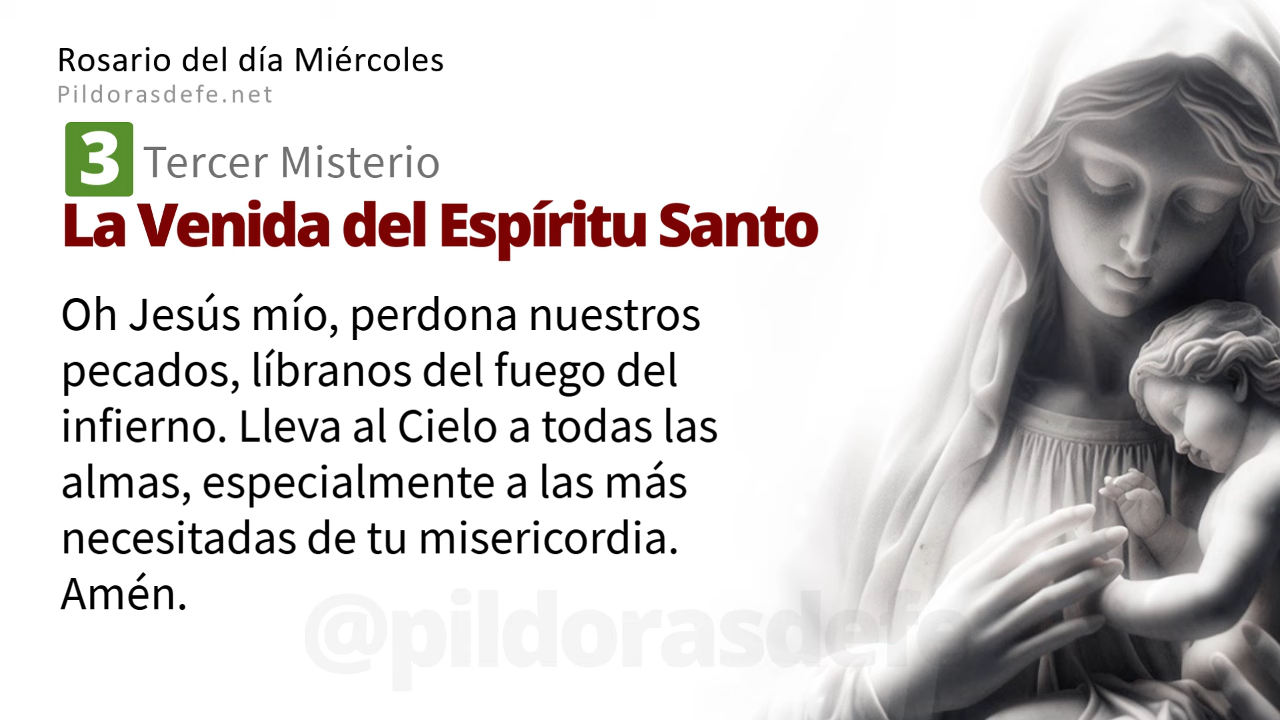 Rosario del día Miércoles
Pildorasdefe.net
3 Tercer Misterio
La Venida del Espíritu Santo
Oh Jesús mío, perdona nuestros
pecados, líbranos del fuego del
infierno. Lleva al Cielo a todas las
almas, especialmente a las más
necesitadas de tu misericordia.
Amén.
@pildorasdefe